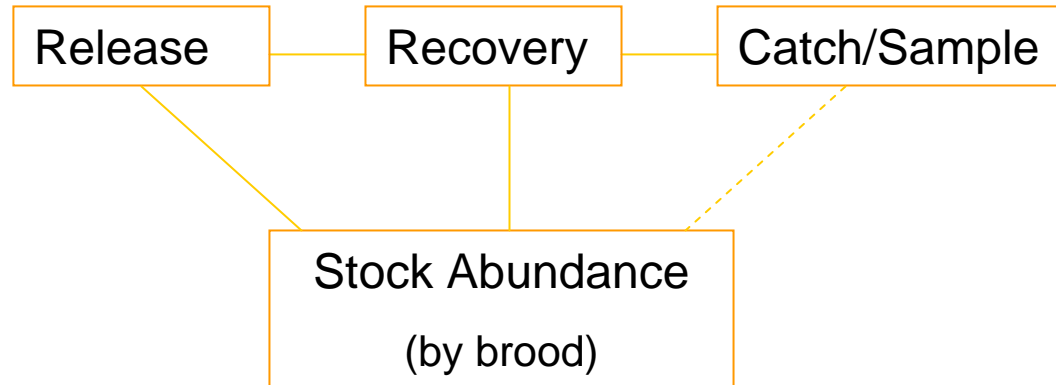 Release
Recovery
Catch/Sample
Stock Abundance
(by brood)